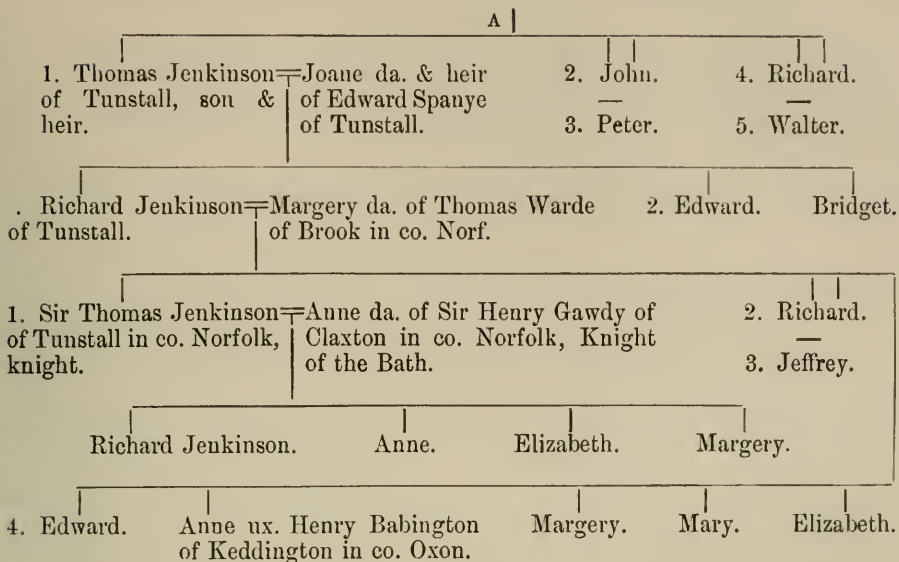 A
1. Thomas Jenkinson Joane da. & heir 2. John. 4. Richard.
of Tunstall, son & of Edward Spanye
heir. of Tunstall. 3. Peter. 5. Walter.
. Richard Jenkinson Margery da. of Thomas Warde 2. Edward. Bridget.
of Tunstall. of Brook in co. Norf.
1. Sir Thomas Jenkinson Anne da. of Sir Henry Gawdy of 2. Richard.
of Tunstall in co. Norfolk, Claxton in co. Norfolk, Knight
knight. of the Bath. 3. Jeffrey.
Richard Jenkinson. Anne. Elizabeth. Margery.
4. Edward. Anne ux. Henry Babington Margery. Mary. Elizabeth.
of Keddington in co. Oxon.